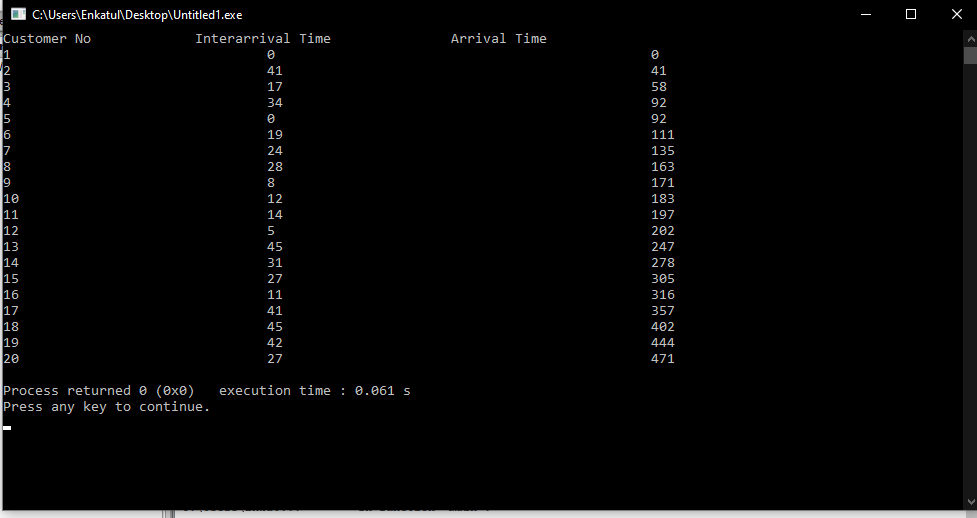 C:\Users\Enkatul\Desktop\Untitled1.exe
Customer No Interarrival Time Arrival Time
1 0 0
2 41 41
3 17 58
4 34 92
5 0 92
6 19 111
7 24 135
8 28 163
9 8 171
10 12 183
11 14 197
12 5 202
13 45 247
14 31 278
15 27 305
16 11 316
17 41 357
18 45 402
19 42 444
20 27 471
Process returned 0 (0x0) execution time : 0.061 s
Press any key to continue.